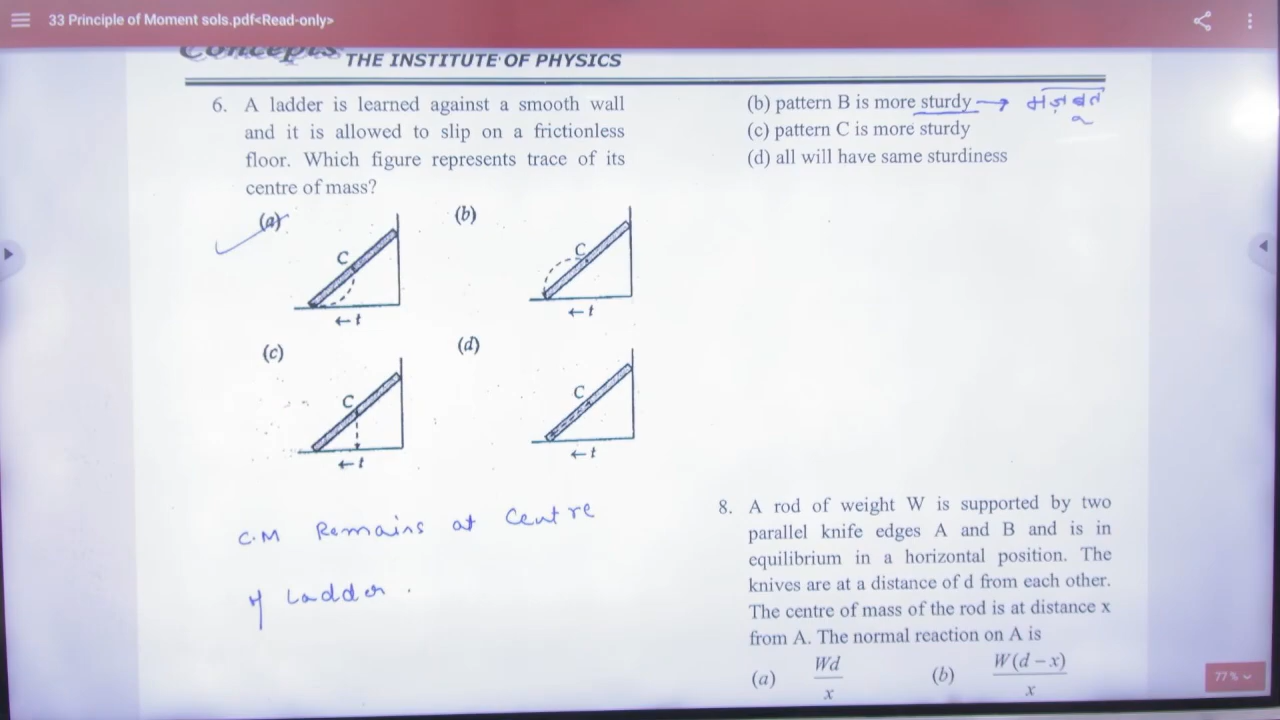 33 Principle of Moment sols.pdf<Read-only>
Concepts THE INSTITUTE OF PHYSICS
6. A ladder is learned against a smooth wall
and it is allowed to slip on a frictionless
floor. Which figure represents trace of its
centre of mass?
(a)
C
←t
(b)
C
←t
(c)
C
←t
(d)
C
←t
C.M Remains at Centre
of Ladder.
(b) pattern B is more sturdy → मज़बूत
(c) pattern C is more sturdy
(d) all will have same sturdiness
8. A rod of weight W is supported by two
parallel knife edges A and B and is in
equilibrium in a horizontal position. The
knives are at a distance of d from each other.
The centre of mass of the rod is at distance x
from A. The normal reaction on A is
(a) Wd/x (b) W(d – x)/x
77%